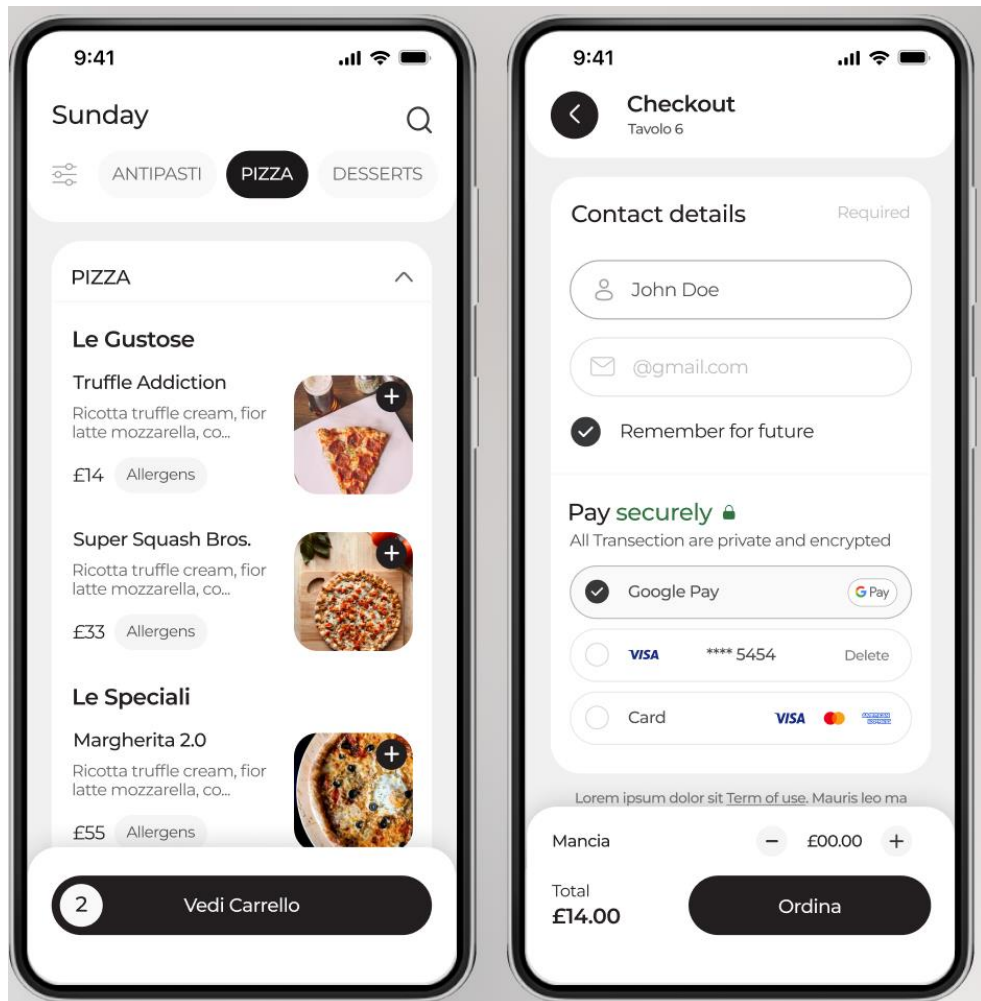 9:41
Sunday
ANTIPASTI PIZZA DESSERTS
PIZZA
Le Gustose
Truffle Addiction
Ricotta truffle cream, fior
latte mozzarella, co...
£14 Allergens
Super Squash Bros.
Ricotta truffle cream, fior
latte mozzarella, co...
£33 Allergens
Le Speciali
Margherita 2.0
Ricotta truffle cream, fior
latte mozzarella, co...
£55 Allergens
2 Vedi Carrello
9:41
Checkout
Tavolo 6
Contact details Required
John Doe
@gmail.com
Remember for future
Pay securely
All Transection are private and encrypted
Google Pay G Pay
VISA **** 5454 Delete
Card VISA AMERICAN EXPRESS
Lorem ipsum dolor sit Term of use. Mauris leo ma
Mancia − £00.00 +
Total
£14.00
Ordina